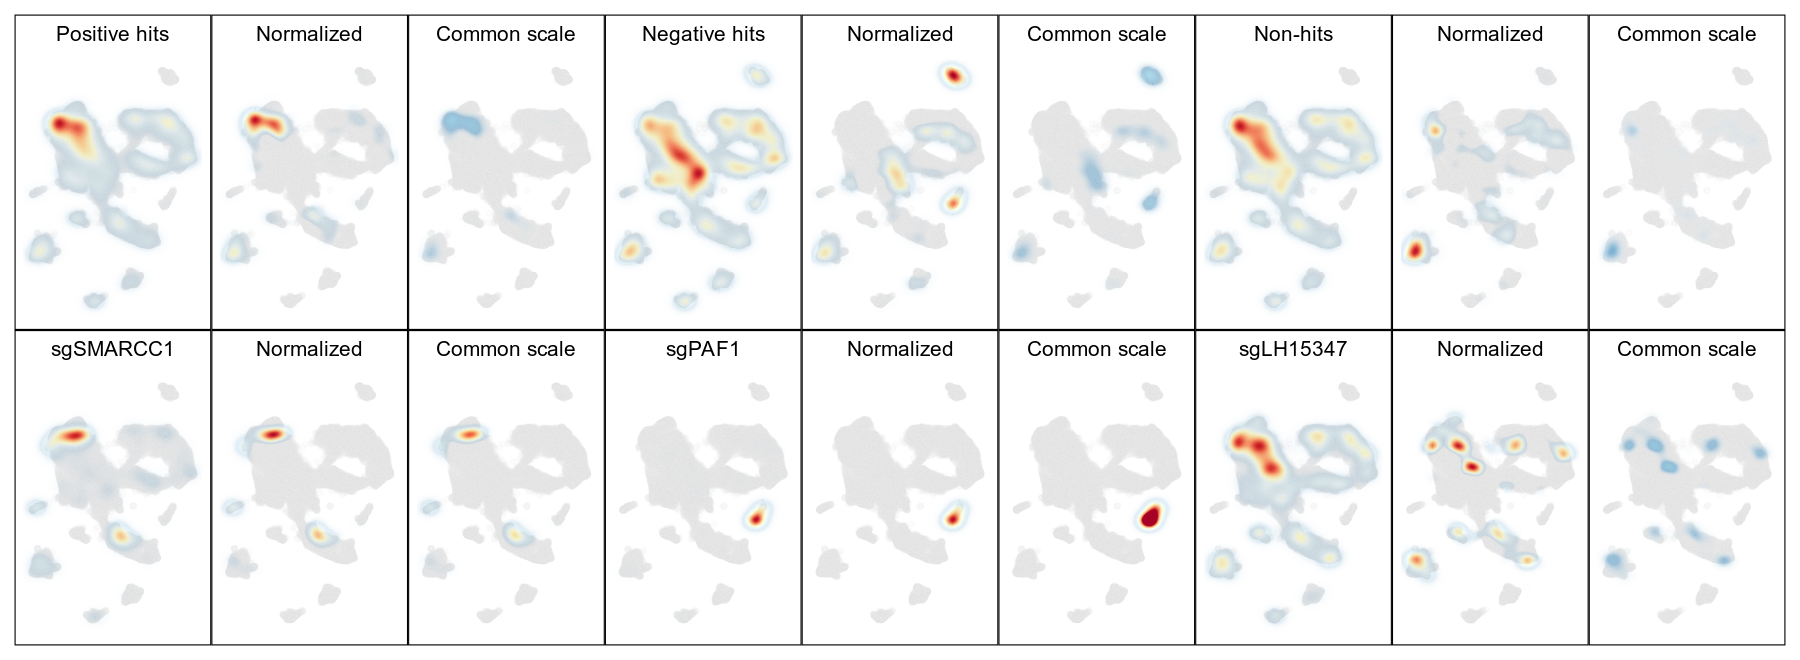 Positive hits
Normalized
Common scale
Negative hits
Normalized
Common scale
Non-hits
Normalized
Common scale
sgSMARCC1
Normalized
Common scale
sgPAF1
Normalized
Common scale
sgLH15347
Normalized
Common scale